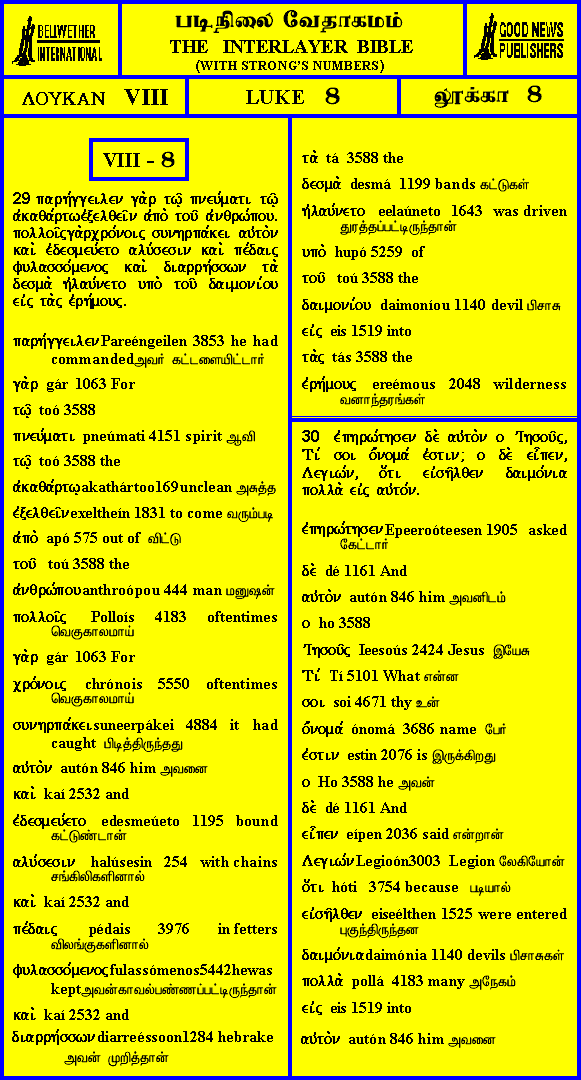 BELLWETHER
INTERNATIONAL
படிநிலை வேதாகமம்
THE INTERLAYER BIBLE
(WITH STRONG'S NUMBERS)
GOOD NEWS
PUBLISHERS
ΛΟΥΚΑΝ VIII
LUKE 8
லூக்கா 8
VIII - 8
29 παρήγγειλεν γὰρ τῷ πνεύματι τῷ
ἀκαθάρτῳἐξελθεῖν ἀπὸ τοῦ ἀνθρώπου.
πολλοῖςγὰρχρόνοις συνηρπάκει αὐτὸν
καὶ ἐδεσμεύετο ἁλύσεσιν καὶ πέδαις
φυλασσόμενος καὶ διαρρήσσων τὰ
δεσμὰ ἠλαύνετο ὑπὸ τοῦ δαιμονίου
εἰς τὰς ἐρήμους.
παρήγγειλεν Pareéngeilen 3853 he had
commandedஅவர் கட்டளையிட்டார்
γὰρ gár 1063 For
τῷ toó 3588
πνεύματι pneúmati 4151 spirit ஆவி
τῷ toó 3588 the
ἀκαθάρτῳakathártoo169unclean அசுத்த
ἐξελθεῖν exeltheín 1831 to come வரும்படி
ἀπὸ apó 575 out of விட்டு
τοῦ toú 3588 the
ἀνθρώπου anthroópou 444 man மனுஷன்
πολλοῖς Polloís 4183 oftentimes
வெகுகாலமாய்
γὰρ gár 1063 For
χρόνοις chrónois 5550 oftentimes
வெகுகாலமாய்
συνηρπάκει suneerpákei 4884 it had
caught பிடித்திருந்தது
αὐτὸν autón 846 him அவனை
καὶ kaí 2532 and
ἐδεσμεύετο edesmeúeto 1195 bound
கட்டுண்டான்
αλύσεσιν halúsesin 254 with chains
சங்கிலிகளினால்
καὶ kaí 2532 and
πέδαις pédais 3976 in fetters
விலங்குகளினால்
φυλασσόμενος fulassómenos5442hewas
keptஅவன்காவல்பண்ணப்பட்டிருந்தான்
καὶ kaí 2532 and
διαρρήσσων diarreéssoon1284 hebrake
அவன் முறித்தான்
τὰ tá 3588 the
δεσμὰ desmá 1199 bands கட்டுகள்
ἠλαύνετο eelaúneto 1643 was driven
துரத்தப்பட்டிருந்தான்
υπὸ hupó 5259 of
τοῦ toú 3588 the
δαιμονίου daimoníou 1140 devil பிசாசு
εἰς eis 1519 into
τὰς tás 3588 the
ἐρήμους ereémous 2048 wilderness
வனாந்தரங்கள்
30 ἐπηρώτησεν δὲ αὐτὸν ο Ἰησοῦς,
Τί σοι ὄνομά ἐστιν; ο δὲ εἶπεν,
Λεγιών, ὅτι εἰσῆλθεν δαιμόνια
πολλὰ εἰς αὐτόν.
ἐπηρώτησεν Epeeroóteesen 1905 asked
கேட்டார்
δὲ dé 1161 And
αὐτὸν autón 846 him அவனிடம்
ο ho 3588
Ἰησοῦς Ieesoús 2424 Jesus இயேசு
Τί Tí 5101 What என்ன
σοι soi 4671 thy உன்
ὄνομά ónomá 3686 name பேர்
ἐστιν estin 2076 is இருக்கிறது
ο Ho 3588 he அவன்
δὲ dé 1161 And
εἶπεν eípen 2036 said என்றான்
Λεγιών Legioón3003 Legion லேகியோன்
ὅτι hóti 3754 because படியால்
εἰσῆλθεν eiseélthen 1525 were entered
புகுந்திருந்தன
δαιμόνια daimónia 1140 devils பிசாசுகள்
πολλὰ pollá 4183 many அநேகம்
εἰς eis 1519 into
αὐτόν autón 846 him அவனை